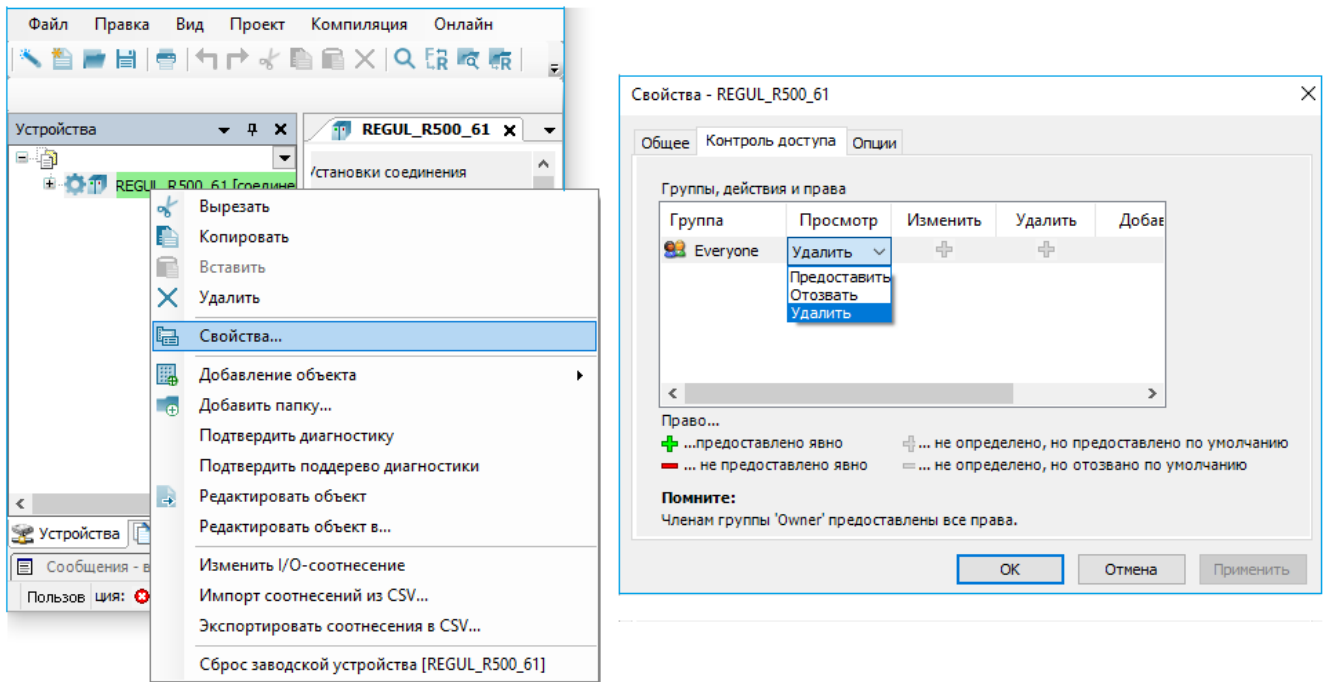 Файл Правка Вид Проект Компиляция Онлайн
Устройства
REGUL_R500_61
REGUL_R500_61 [соедине
Установки соединения
Вырезать
Копировать
Вставить
Удалить
Свойства...
Добавление объекта
Добавить папку...
Подтвердить диагностику
Подтвердить поддерево диагностики
Редактировать объект
Редактировать объект в...
Изменить I/O-соотнесение
Импорт соотнесений из CSV...
Экспортировать соотнесения в CSV...
Сброс заводской устройства [REGUL_R500_61]
Устройства
Сообщения - в
Пользов ция:
Свойства - REGUL_R500_61
Общее Контроль доступа Опции
Группы, действия и права
Группа Просмотр Изменить Удалить Добав
Everyone Удалить
Предоставить
Отозвать
Удалить
Право...
...предоставлено явно ... не определено, но предоставлено по умолчанию
... не предоставлено явно ... не определено, но отозвано по умолчанию
Помните:
Членам группы 'Owner' предоставлены все права.
OK Отмена Применить